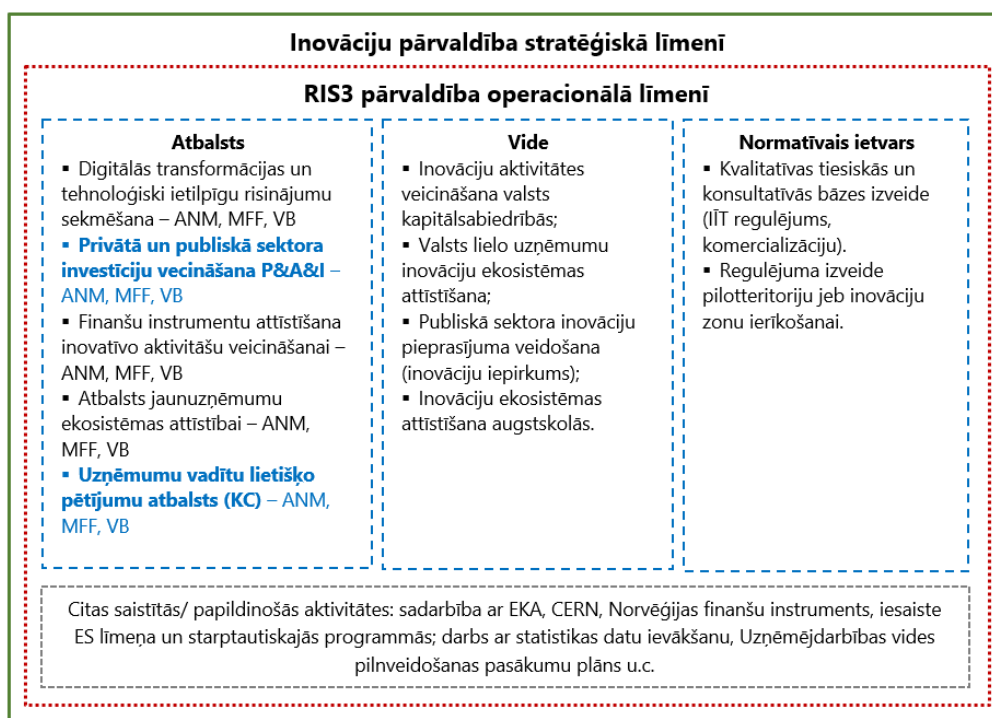 Inovāciju pārvaldība stratēģiskā līmenī
RIS3 pārvaldība operacionālā līmenī
Atbalsts
▪ Digitālās transformācijas un
tehnoloģiski ietilpīgu risinājumu
sekmēšana – ANM, MFF, VB
▪ Privātā un publiskā sektora
investīciju vecināšana P&A&I –
ANM, MFF, VB
▪ Finanšu instrumentu attīstīšana
inovatīvo aktivitāšu veicināšanai –
ANM, MFF, VB
▪ Atbalsts jaunuzņēmumu
ekosistēmas attīstībai – ANM,
MFF, VB
▪ Uzņēmumu vadītu lietišķo
pētījumu atbalsts (KC) – ANM,
MFF, VB
Vide
▪ Inovāciju aktivitātes
veicināšana valsts
kapitālsabiedrībās;
▪ Valsts lielo uzņēmumu
inovāciju ekosistēmas
attīstīšana;
▪ Publiskā sektora inovāciju
pieprasījuma veidošana
(inovāciju iepirkums);
▪ Inovāciju ekosistēmas
attīstīšana augstskolās.
Normatīvais ietvars
▪ Kvalitatīvas tiesiskās un
konsultatīvās bāzes izveide
(IĪT regulējums,
komercializāciju).
▪ Regulējuma izveide
pilotteritoriju jeb inovāciju
zonu ierīkošanai.
Citas saistītās/ papildinošās aktivitātes: sadarbība ar EKA, CERN, Norvēģijas finanšu instruments, iesaiste
ES līmeņa un starptautiskajās programmās; darbs ar statistikas datu ievākšanu, Uzņēmējdarbības vides
pilnveidošanas pasākumu plāns u.c.